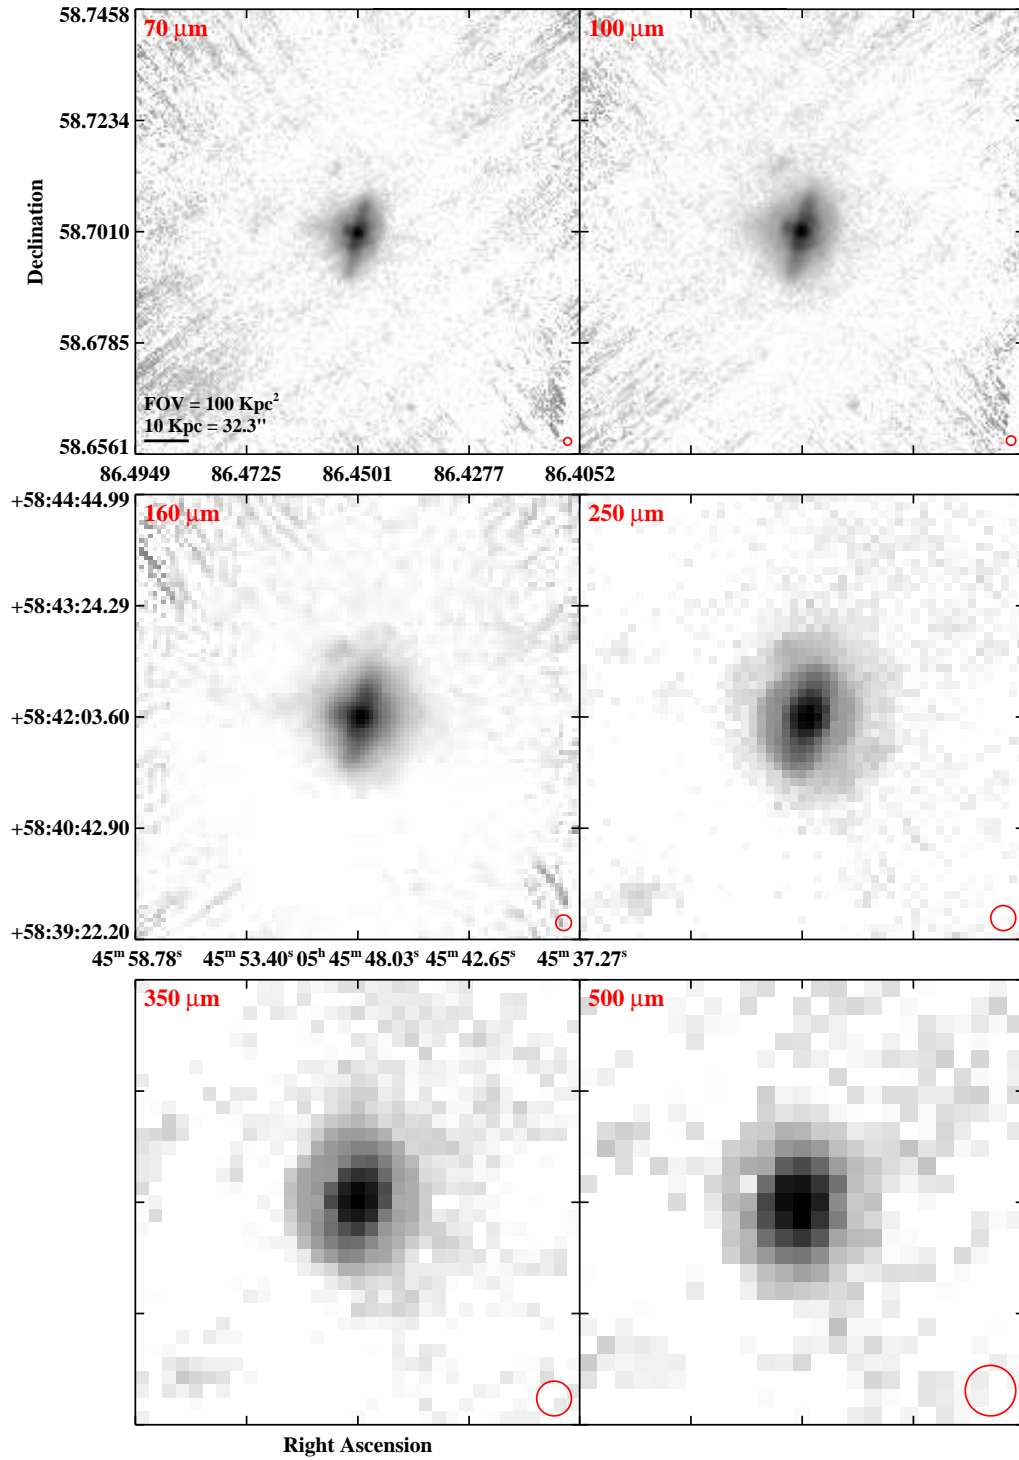 58.7458
70 μm
100 μm
58.7234
58.7010
58.6785
58.6561
Declination
FOV = 100 Kpc²
10 Kpc = 32.3"
86.4949 86.4725 86.4501 86.4277 86.4052
+58:44:44.99
160 μm
250 μm
+58:43:24.29
+58:42:03.60
+58:40:42.90
+58:39:22.20
45ᵐ 58.78ˢ 45ᵐ 53.40ˢ 05ʰ 45ᵐ 48.03ˢ 45ᵐ 42.65ˢ 45ᵐ 37.27ˢ
350 μm
500 μm
Right Ascension